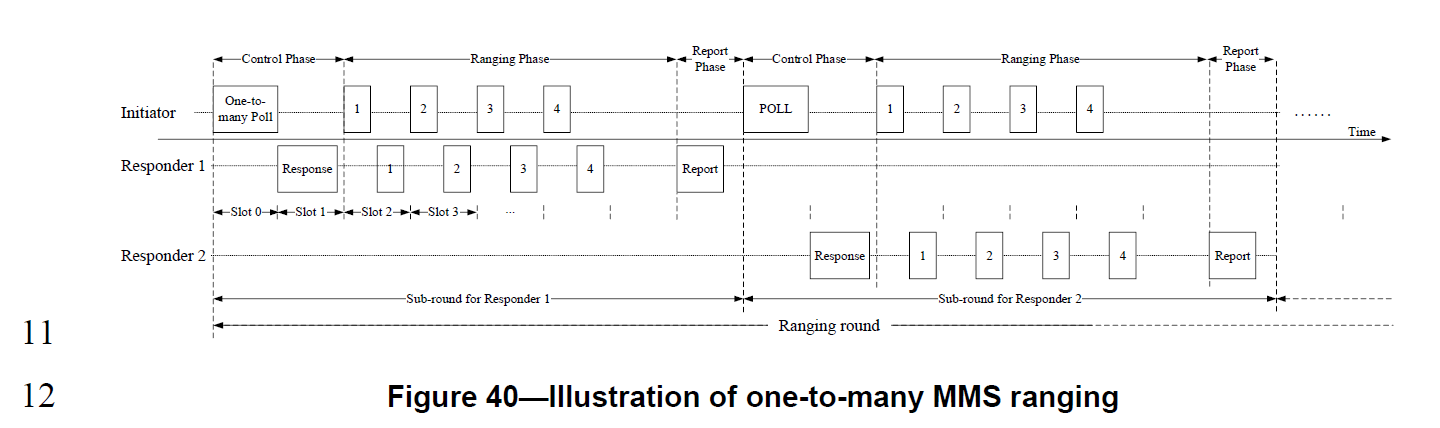 Control Phase Ranging Phase Report Phase Control Phase Ranging Phase Report Phase
Initiator One-to-many Poll 1 2 3 4 POLL 1 2 3 4 ......
Time
Responder 1 Response 1 2 3 4 Report
Slot 0 Slot 1 Slot 2 Slot 3 ...
Responder 2 Response 1 2 3 4 Report
Sub-round for Responder 1 Sub-round for Responder 2
11 Ranging round
12 Figure 40—Illustration of one-to-many MMS ranging